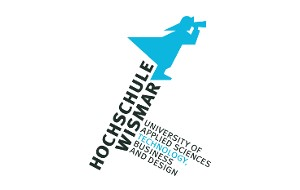 HOCHSCHULE
WISMAR
UNIVERSITY OF
APPLIED SCIENCES
TECHNOLOGY,
BUSINESS
AND DESIGN